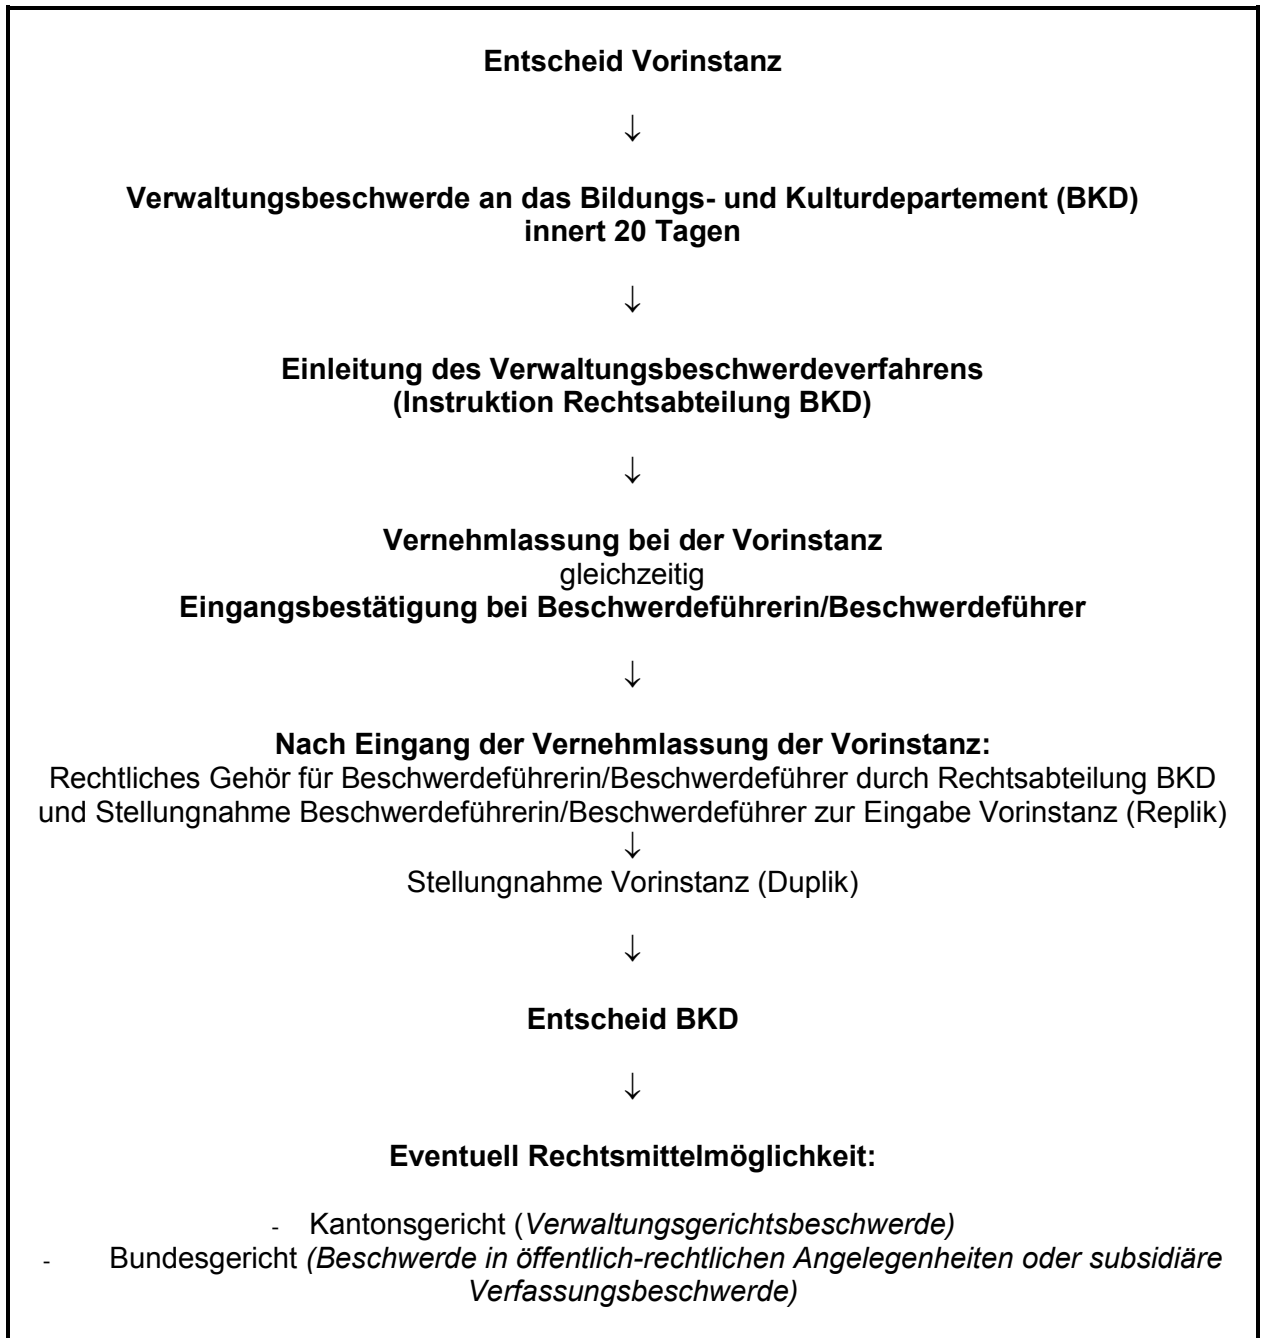 Entscheid Vorinstanz
↓
Verwaltungsbeschwerde an das Bildungs- und Kulturdepartement (BKD)
innert 20 Tagen
↓
Einleitung des Verwaltungsbeschwerdeverfahrens
(Instruktion Rechtsabteilung BKD)
↓
Vernehmlassung bei der Vorinstanz
gleichzeitig
Eingangsbestätigung bei Beschwerdeführerin/Beschwerdeführer
↓
Nach Eingang der Vernehmlassung der Vorinstanz:
Rechtliches Gehör für Beschwerdeführerin/Beschwerdeführer durch Rechtsabteilung BKD
und Stellungnahme Beschwerdeführerin/Beschwerdeführer zur Eingabe Vorinstanz (Replik)
↓
Stellungnahme Vorinstanz (Duplik)
↓
Entscheid BKD
↓
Eventuell Rechtsmittelmöglichkeit:
- Kantonsgericht (Verwaltungsgerichtsbeschwerde)
- Bundesgericht (Beschwerde in öffentlich-rechtlichen Angelegenheiten oder subsidiäre
Verfassungsbeschwerde)